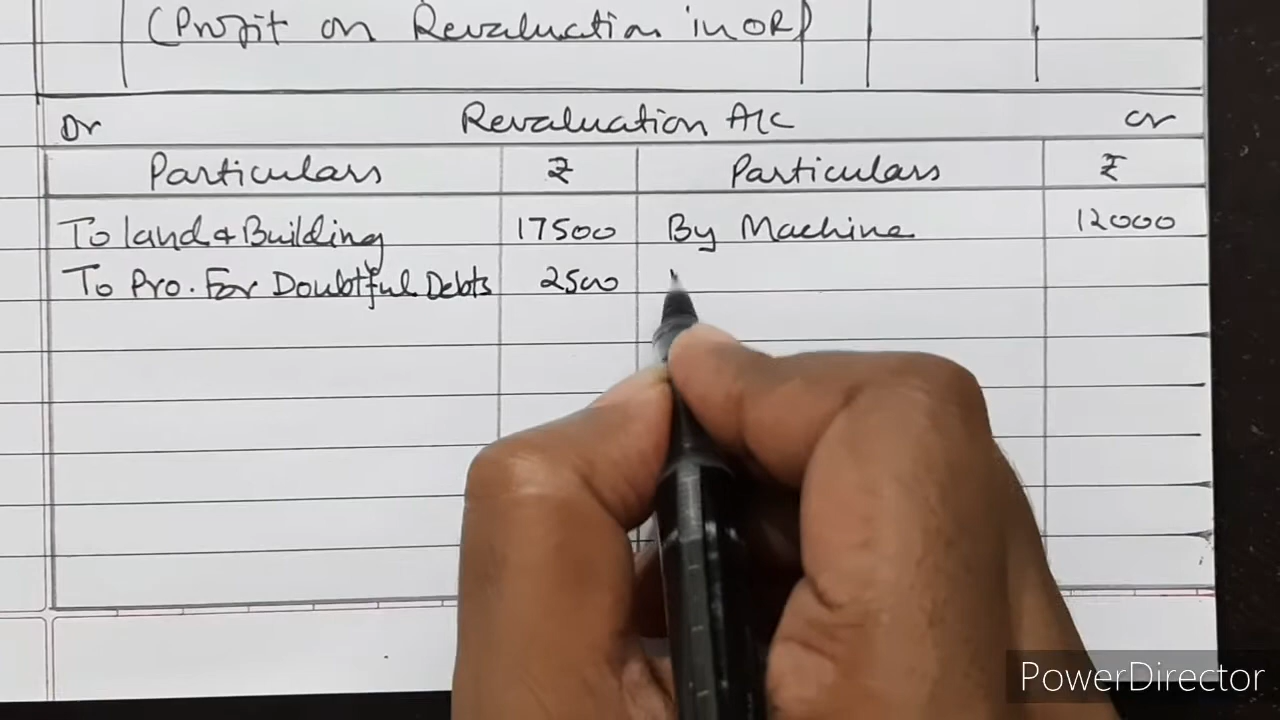 (Profit on Revaluation in OR)
Dr Revaluation A/c Cr
Particulars ₹ Particulars ₹
To land & Building 17500 By Machine 12000
To Pro. For Doubtful Debts 2500
PowerDirector